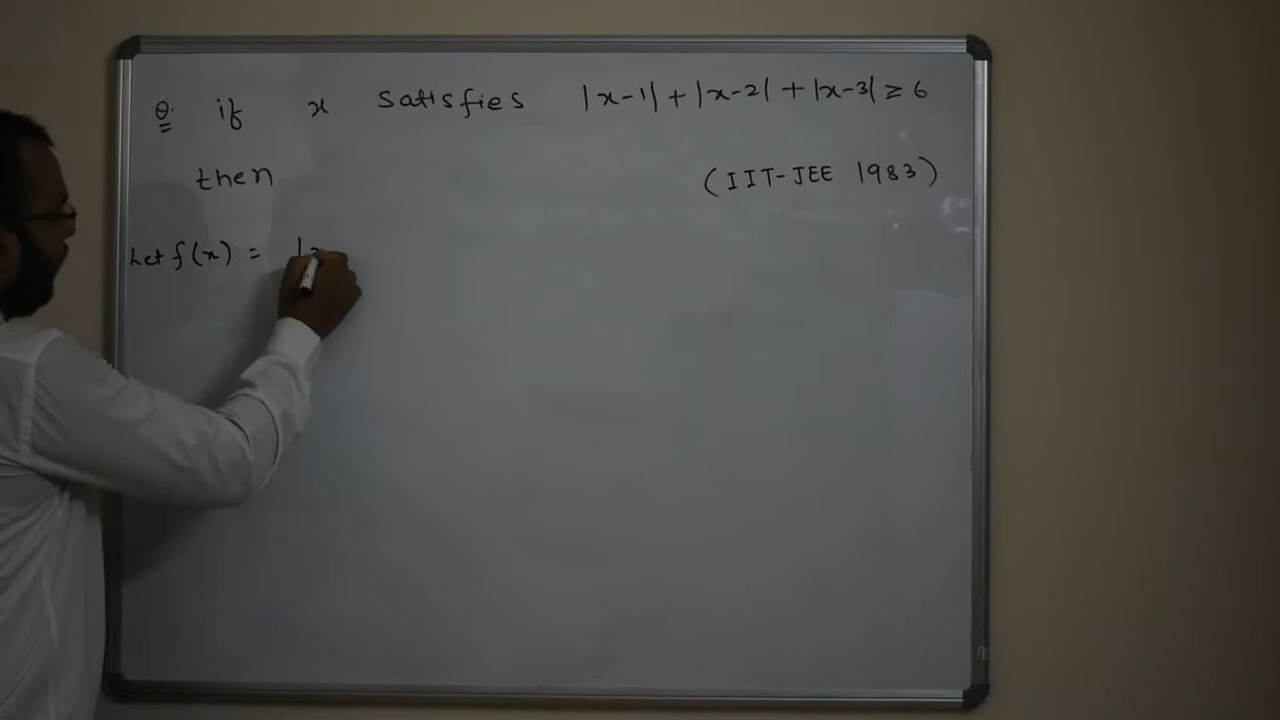 Q. if x satisfies |x-1| + |x-2| + |x-3| ≥ 6
then (IIT-JEE 1983)
Let f(x) = |